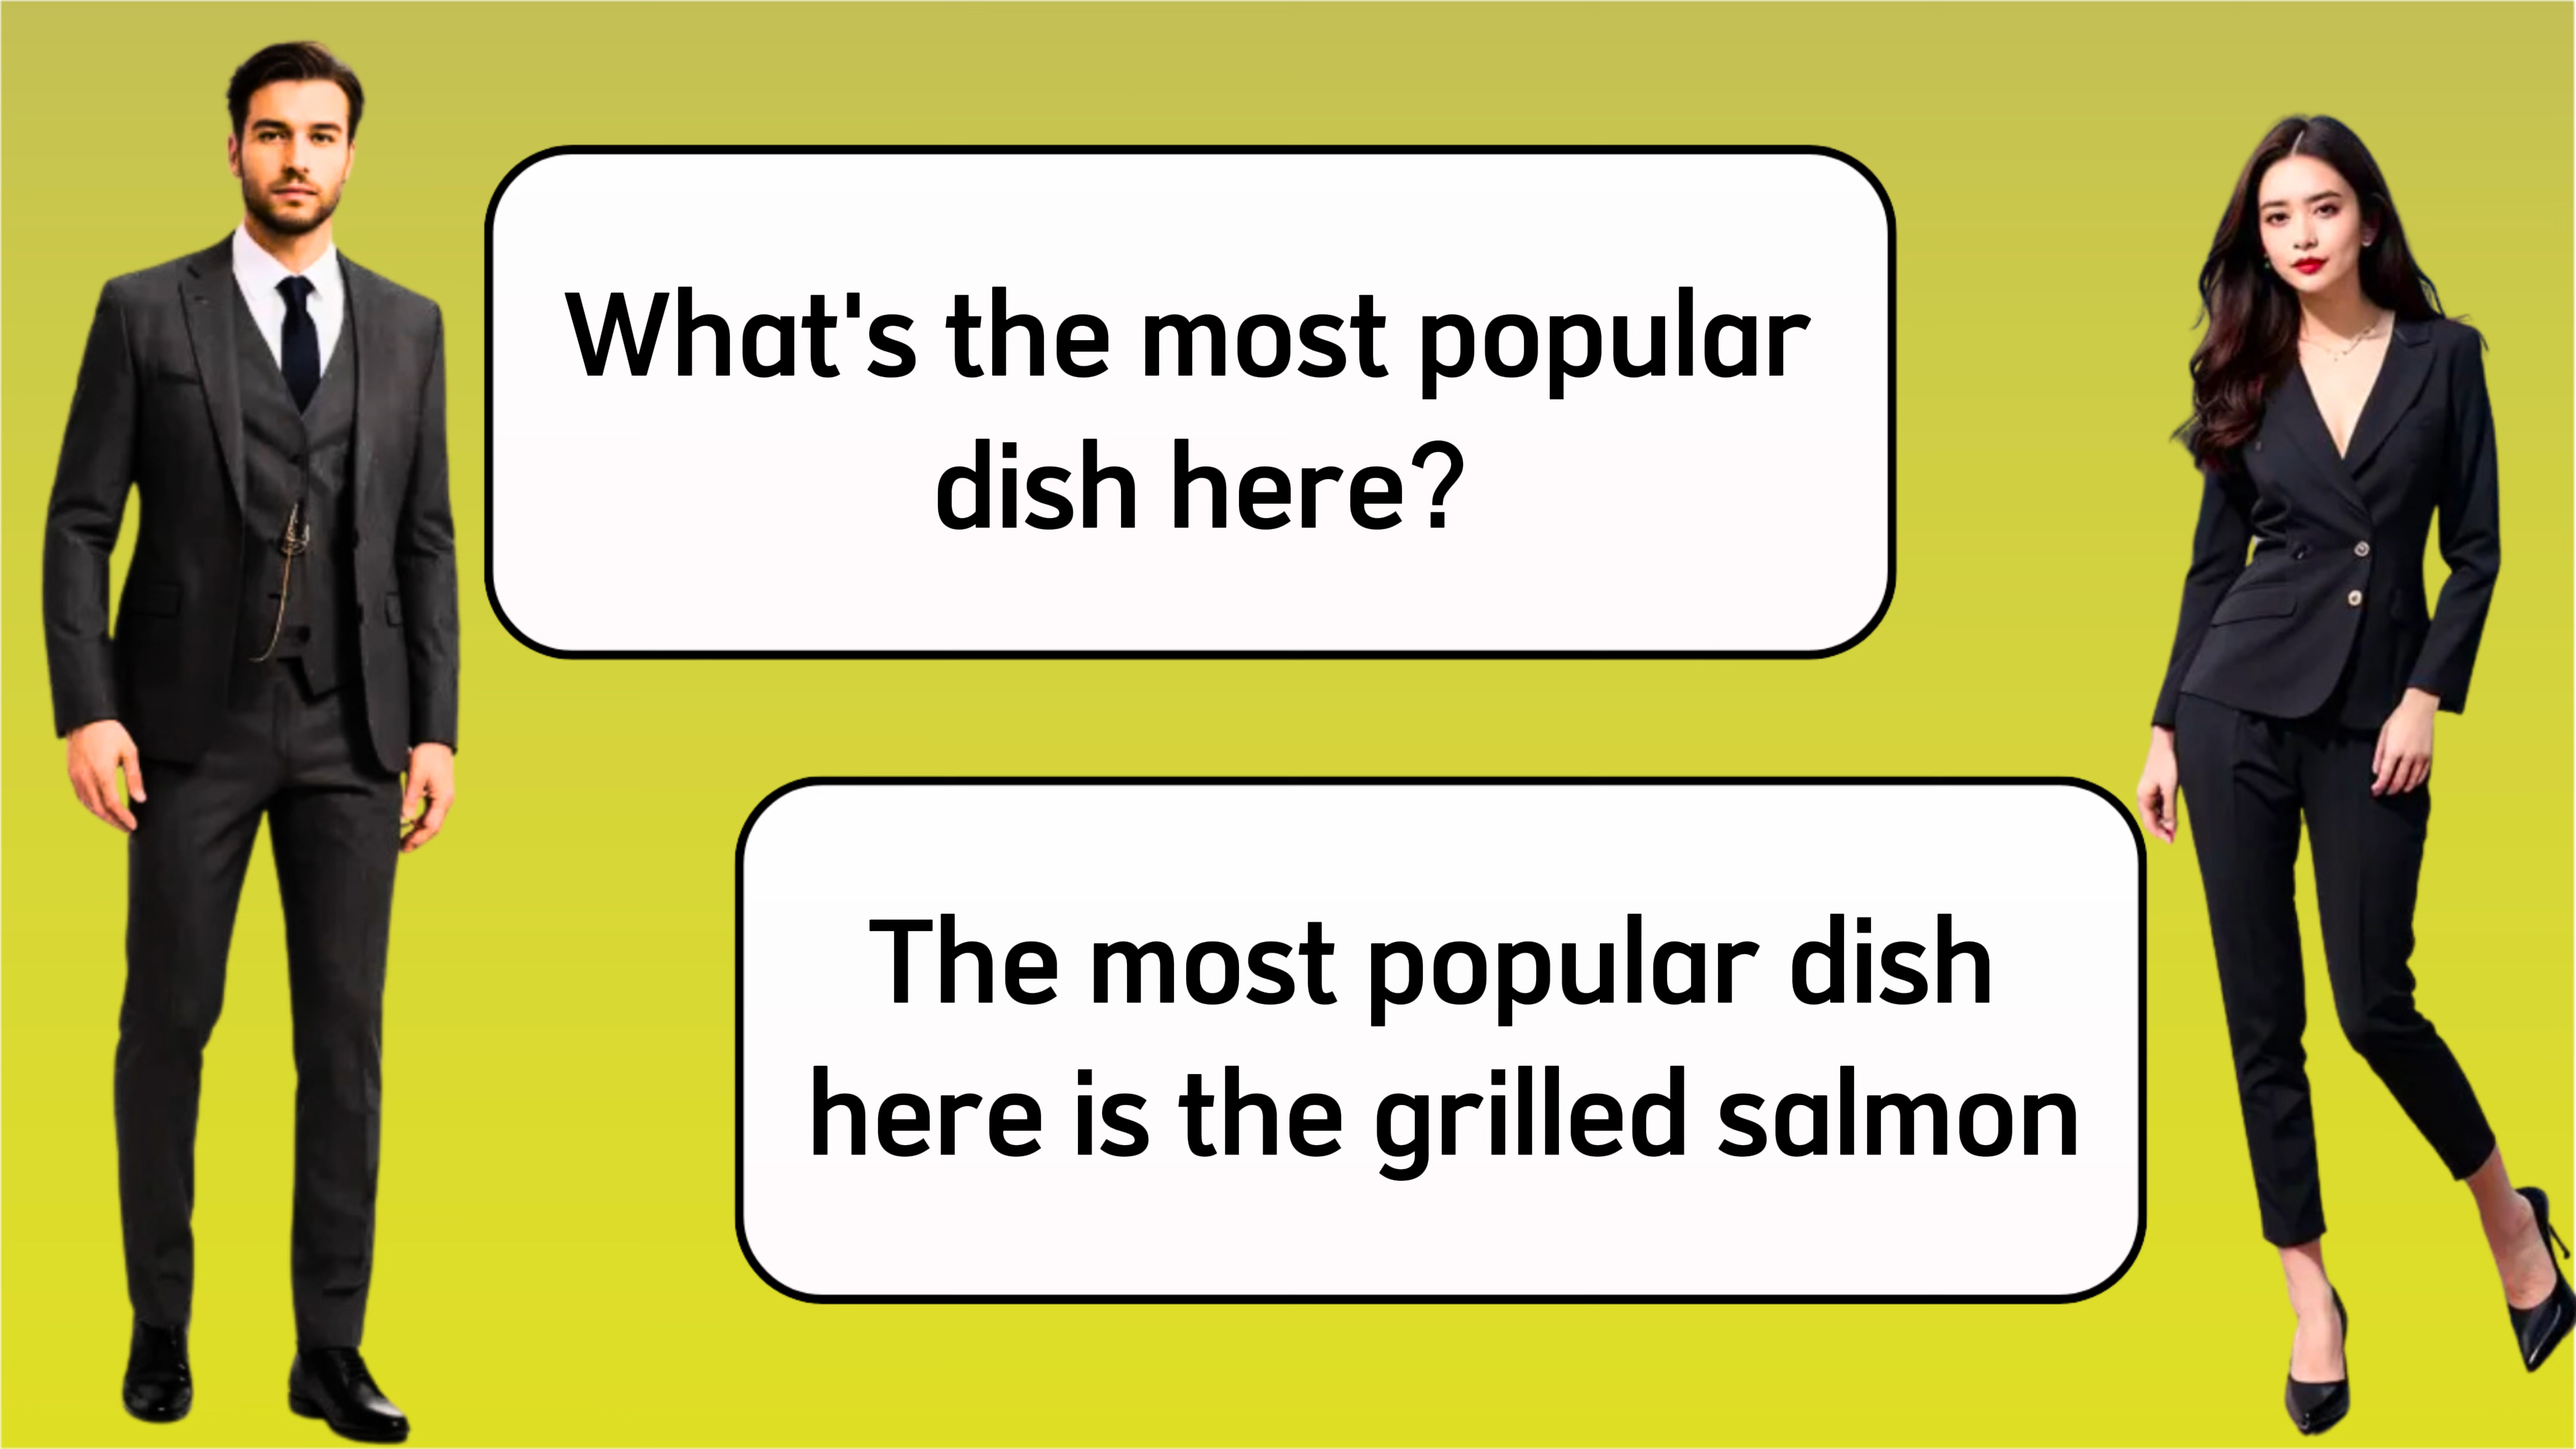 What's the most popular
dish here?
The most popular dish
here is the grilled salmon